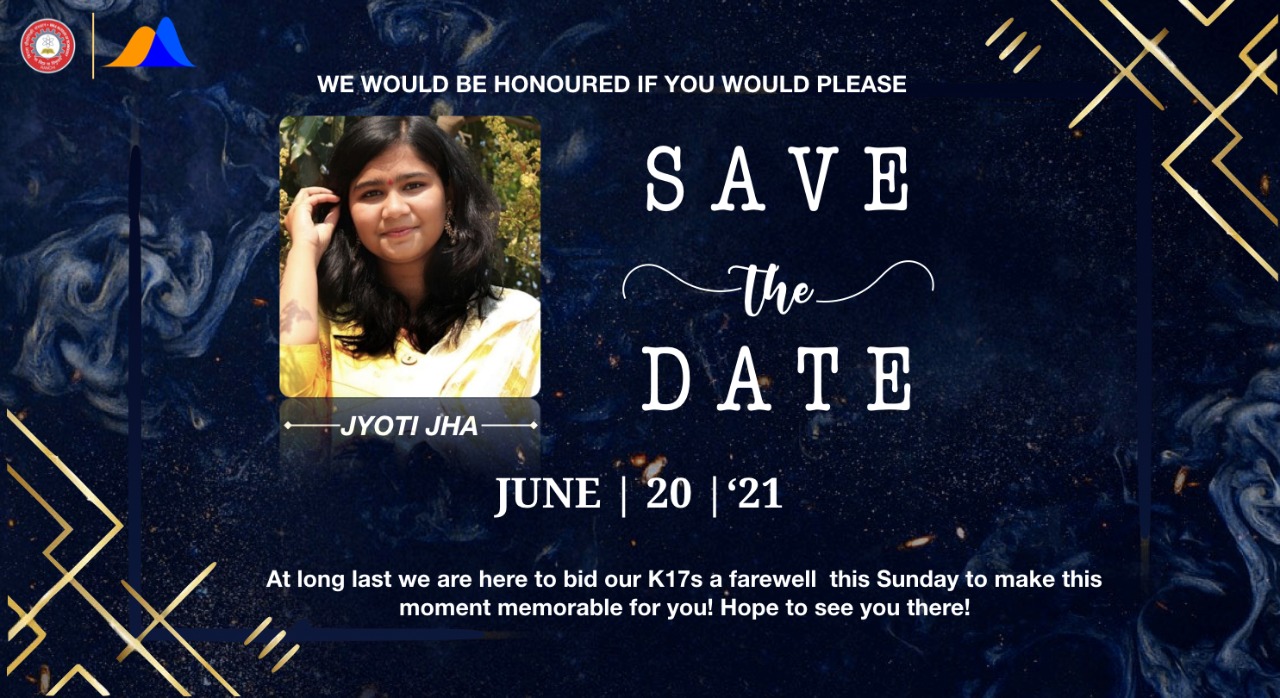 WE WOULD BE HONOURED IF YOU WOULD PLEASE
SAVE
the
DATE
JYOTI JHA
JUNE | 20 |‘21
At long last we are here to bid our K17s a farewell  this Sunday to make this
moment memorable for you! Hope to see you there!